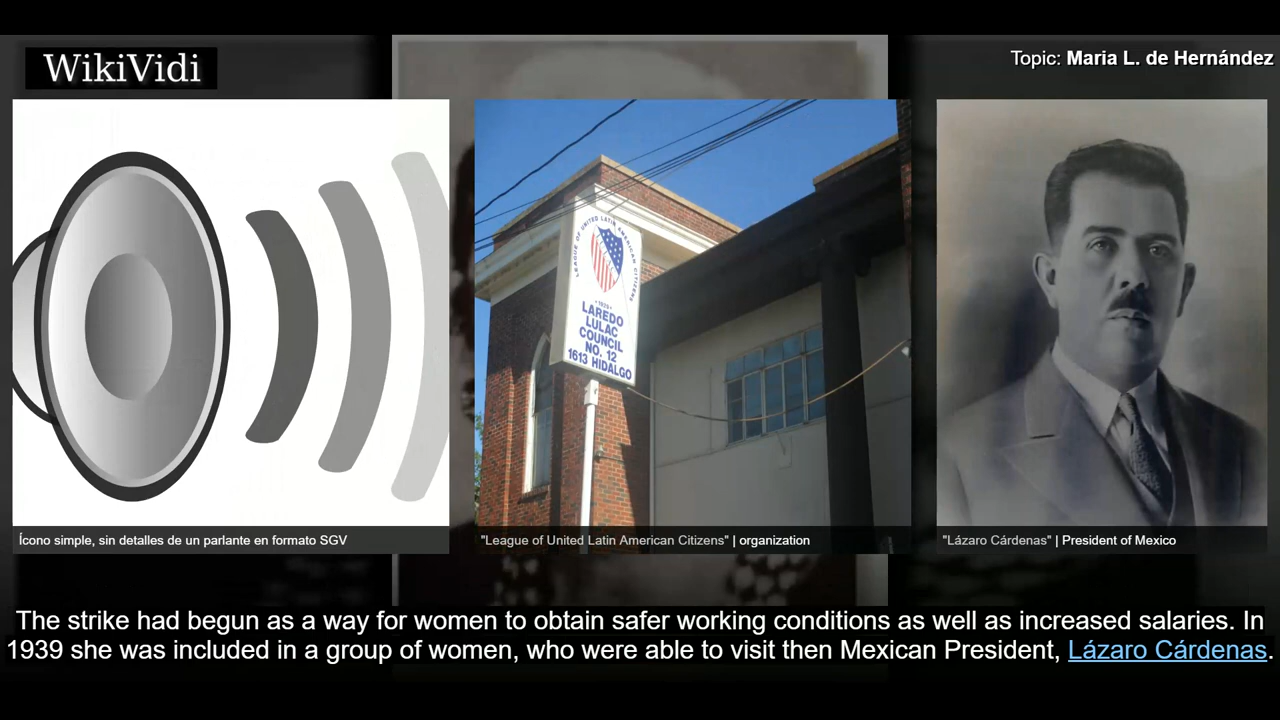 WikiVidi
Topic: Maria L. de Hernández
LEAGUE OF UNITED LATIN AMERICAN CITIZENS
1929
LAREDO
LULAC
COUNCIL
NO. 12
1613 HIDALGO
Ícono simple, sin detalles de un parlante en formato SGV
"League of United Latin American Citizens" | organization
"Lázaro Cárdenas" | President of Mexico
The strike had begun as a way for women to obtain safer working conditions as well as increased salaries. In
1939 she was included in a group of women, who were able to visit then Mexican President, Lázaro Cárdenas.